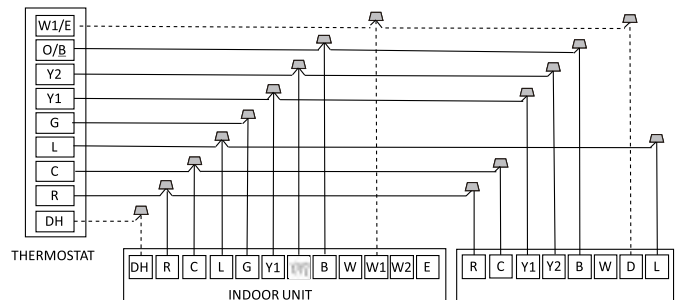 W1/E
O/B
Y2
Y1
G
L
C
R
DH
THERMOSTAT
DH R C L G Y1 B W W1 W2 E
R C Y1 Y2 B W D L
INDOOR UNIT